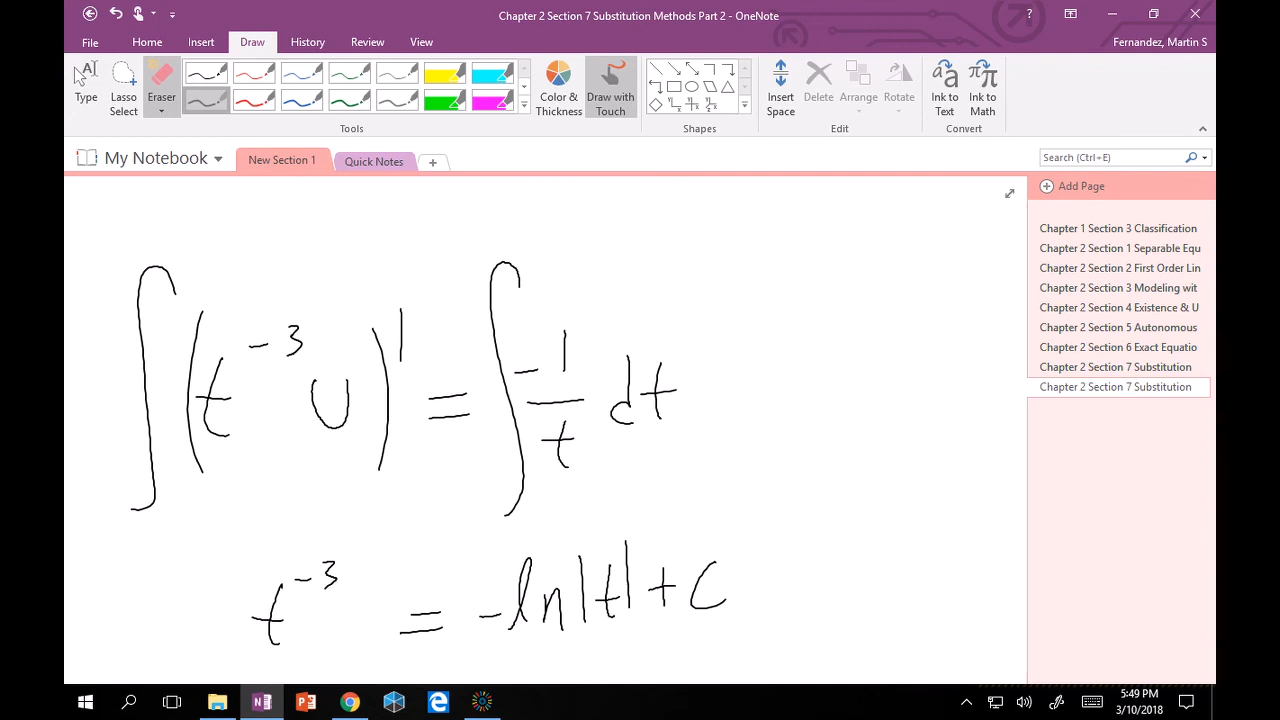 Chapter 2 Section 7 Substitution Methods Part 2 - OneNote
?
File Home Insert Draw History Review View
Fernandez, Martin S
Type
Lasso Select
Eraser
Color & Thickness
Draw with Touch
Insert Space
Delete
Arrange
Rotate
Ink to Text
Ink to Math
Tools
Shapes
Edit
Convert
My Notebook
New Section 1
Quick Notes
+
Search (Ctrl+E)
Add Page
Chapter 1 Section 3 Classification
Chapter 2 Section 1 Separable Equ
Chapter 2 Section 2 First Order Lin
Chapter 2 Section 3 Modeling wit
Chapter 2 Section 4 Existence & U
Chapter 2 Section 5 Autonomous
Chapter 2 Section 6 Exact Equatio
Chapter 2 Section 7 Substitution
Chapter 2 Section 7 Substitution
∫(t^-3 U)' = ∫ -1/t dt
t^-3 = -ln|t| + C
5:49 PM
3/10/2018